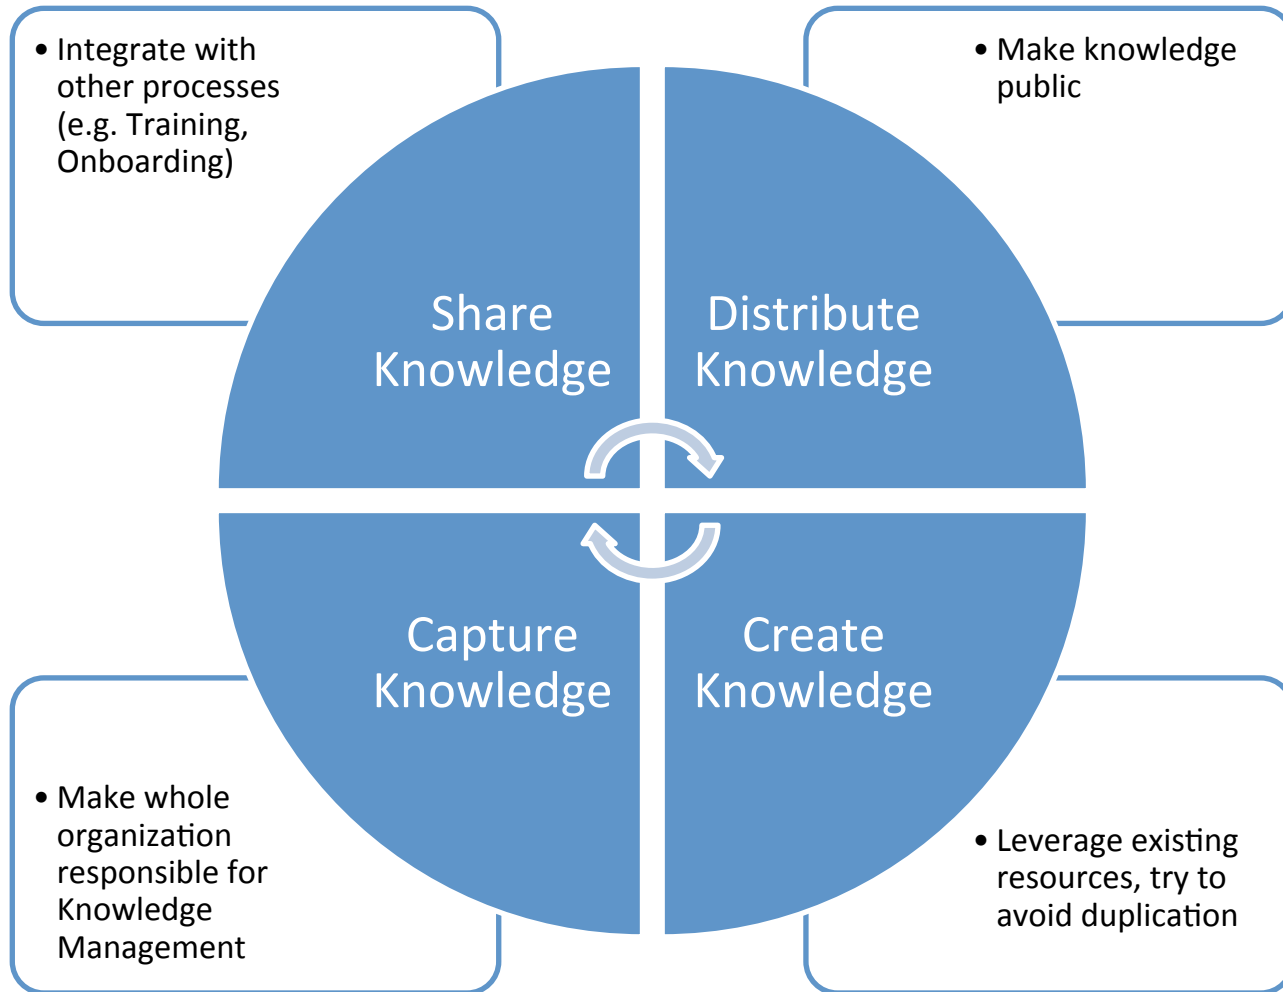 • Integrate with
other processes
(e.g. Training,
Onboarding)
• Make knowledge
public
Share
Knowledge
Distribute
Knowledge
Capture
Knowledge
Create
Knowledge
• Make whole
organization
responsible for
Knowledge
Management
• Leverage existing
resources, try to
avoid duplication